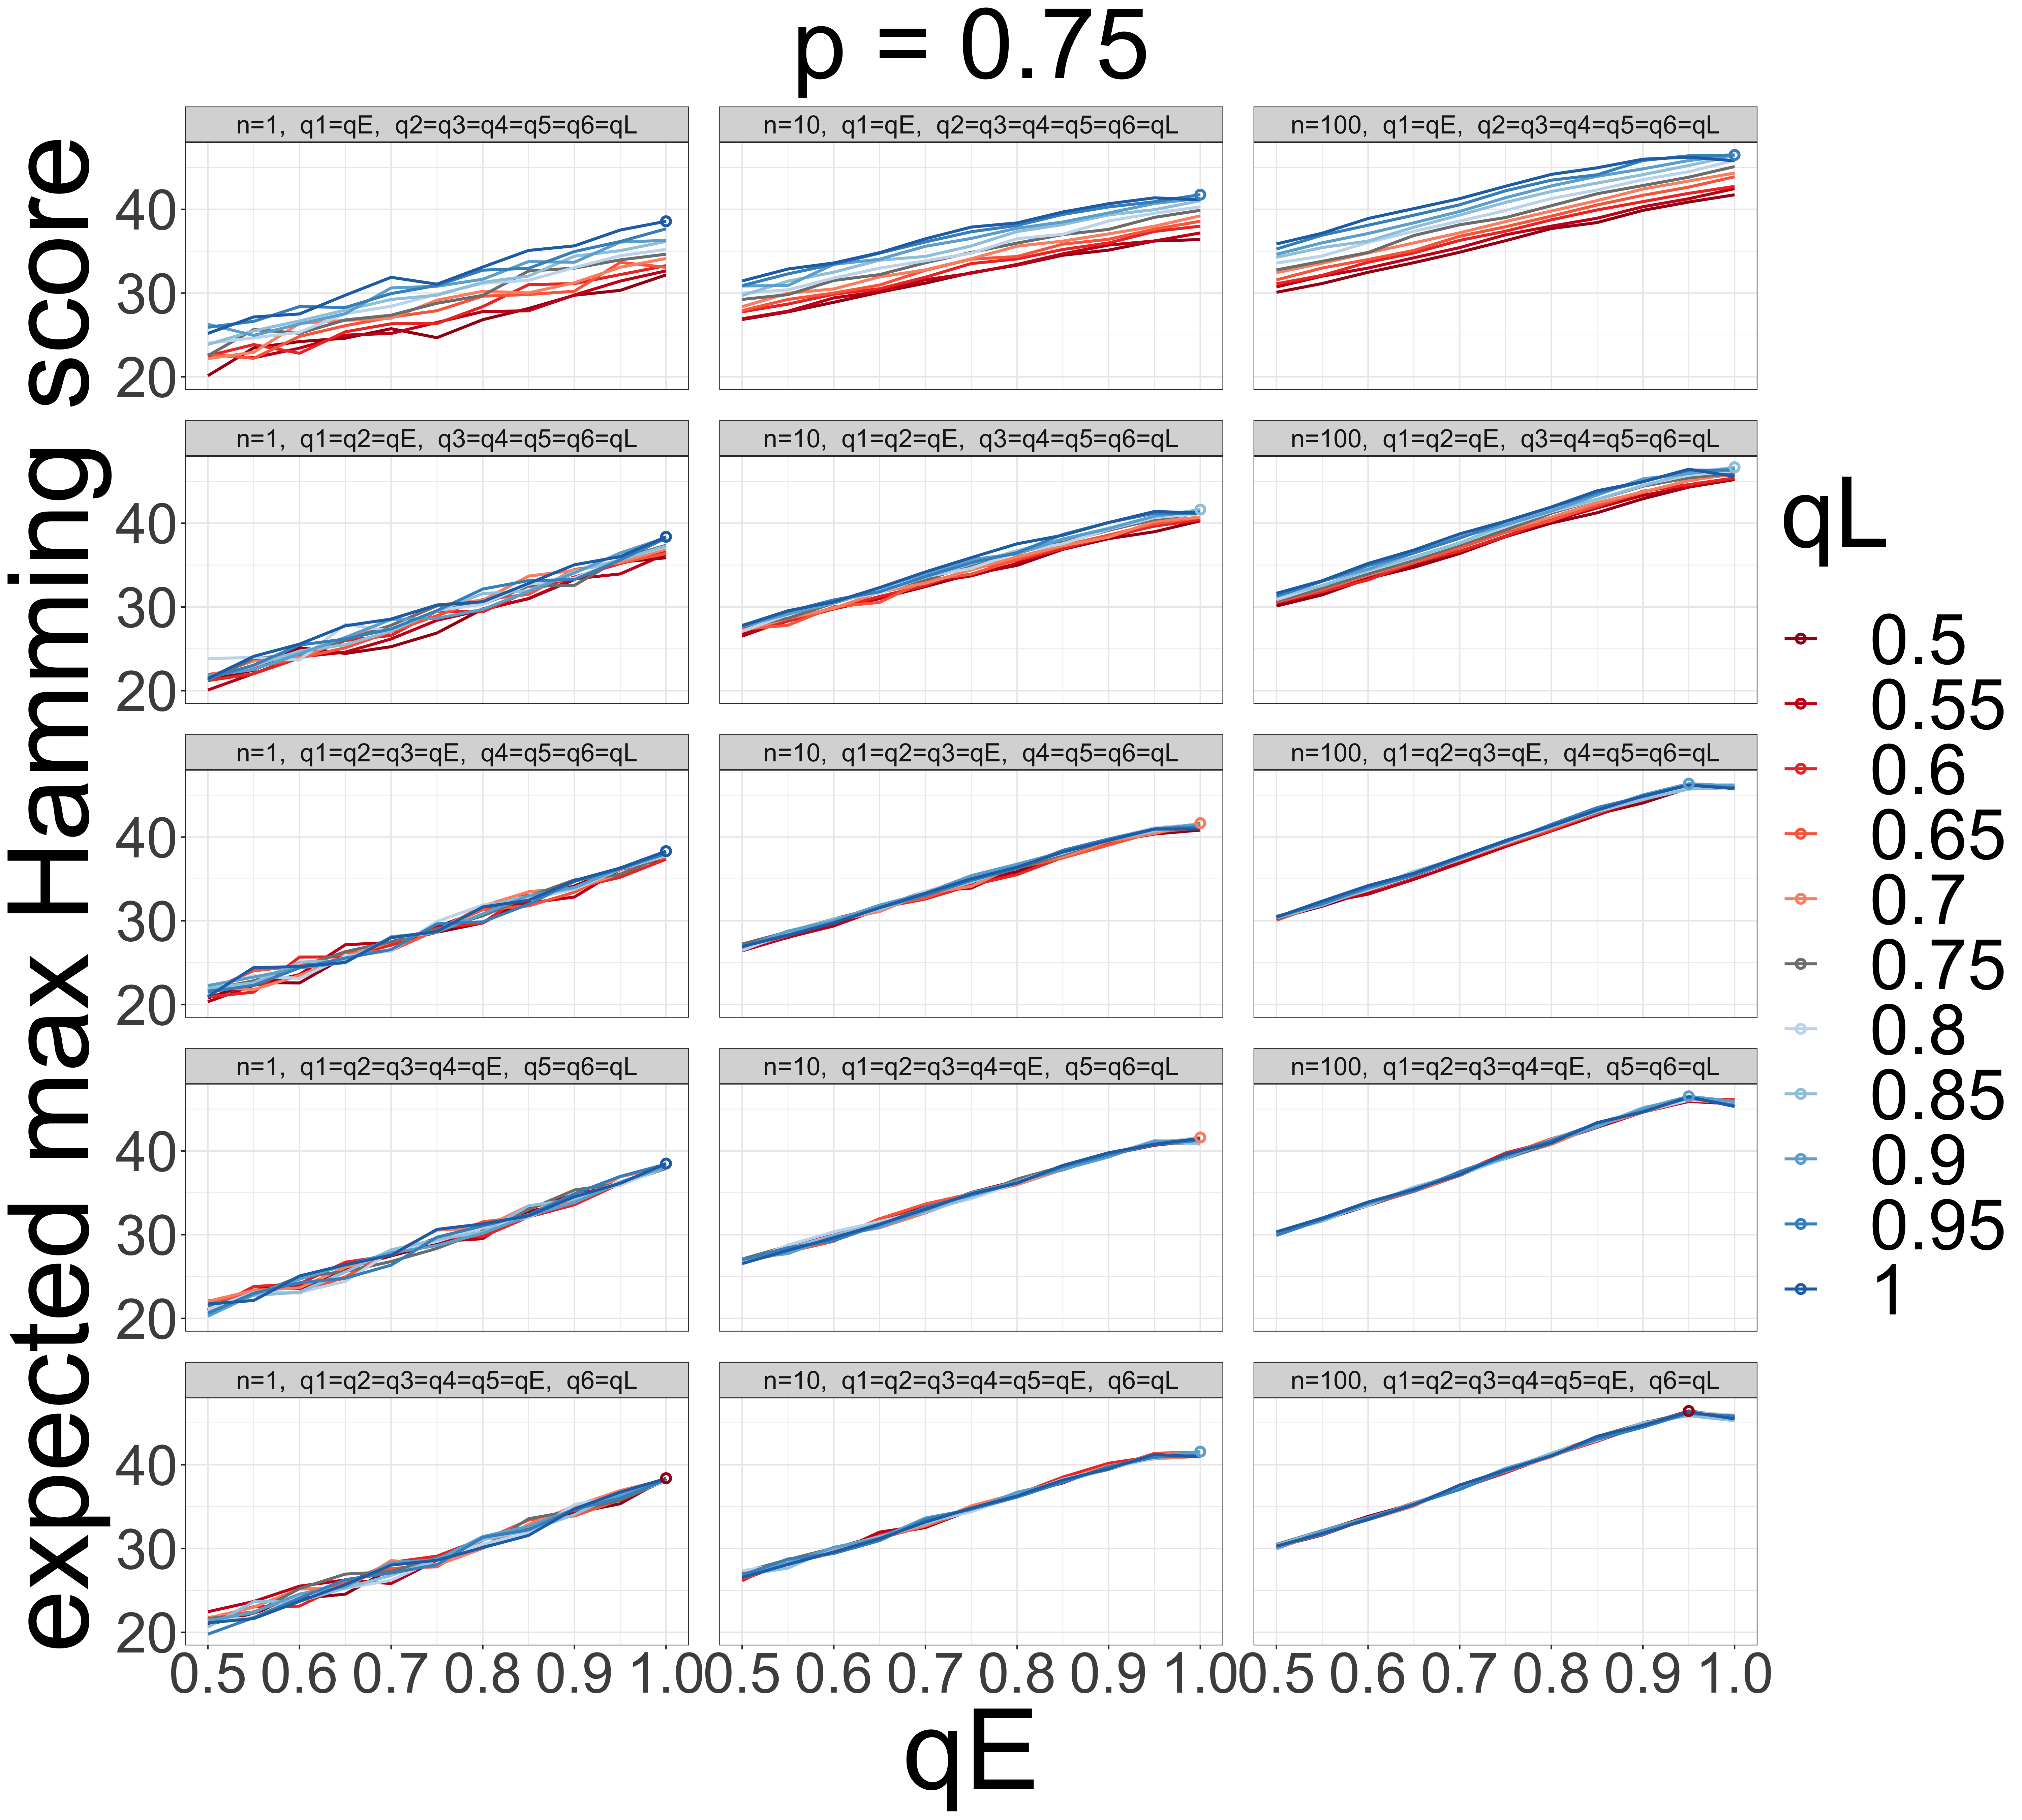 p = 0.75
expected max Hamming score
n=1, q1=qE, q2=q3=q4=q5=q6=qL
n=10, q1=qE, q2=q3=q4=q5=q6=qL
n=100, q1=qE, q2=q3=q4=q5=q6=qL
40
30
20
n=1, q1=q2=qE, q3=q4=q5=q6=qL
n=10, q1=q2=qE, q3=q4=q5=q6=qL
n=100, q1=q2=qE, q3=q4=q5=q6=qL
40
30
20
n=1, q1=q2=q3=qE, q4=q5=q6=qL
n=10, q1=q2=q3=qE, q4=q5=q6=qL
n=100, q1=q2=q3=qE, q4=q5=q6=qL
40
30
20
n=1, q1=q2=q3=q4=qE, q5=q6=qL
n=10, q1=q2=q3=q4=qE, q5=q6=qL
n=100, q1=q2=q3=q4=qE, q5=q6=qL
40
30
20
n=1, q1=q2=q3=q4=q5=qE, q6=qL
n=10, q1=q2=q3=q4=q5=qE, q6=qL
n=100, q1=q2=q3=q4=q5=qE, q6=qL
40
30
20
0.5 0.6 0.7 0.8 0.9 1.0
0.5 0.6 0.7 0.8 0.9 1.0
0.5 0.6 0.7 0.8 0.9 1.0
qE
qL
0.5
0.55
0.6
0.65
0.7
0.75
0.8
0.85
0.9
0.95
1